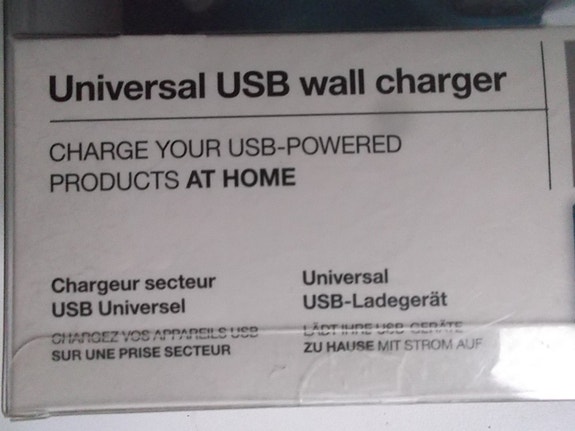 Universal USB wall charger
CHARGE YOUR USB-POWERED
PRODUCTS AT HOME
Chargeur secteur
USB Universel
CHARGEZ VOS APPAREILS USB
SUR UNE PRISE SECTEUR
Universal
USB-Ladegerät
LÄDT IHRE USB-GERÄTE
ZU HAUSE MIT STROM AUF